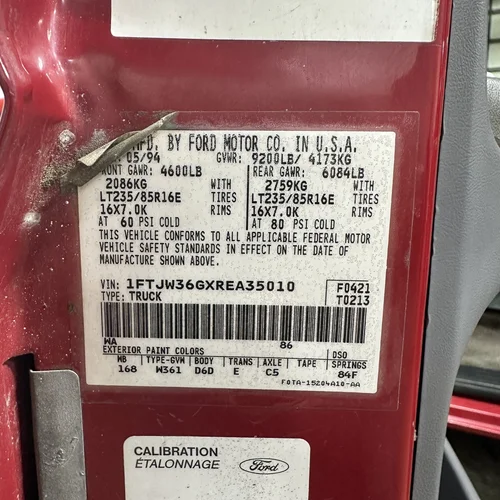 MFD. BY FORD MOTOR CO. IN U.S.A.
05/94 GVWR: 9200LB/ 4173KG
FRONT GAWR: 4600LB REAR GAWR: 6084LB
2086KG WITH 2759KG WITH
LT235/85R16E TIRES LT235/85R16E TIRES
16X7.0K RIMS 16X7.0K RIMS
AT 60 PSI COLD AT 80 PSI COLD
THIS VEHICLE CONFORMS TO ALL APPLICABLE FEDERAL MOTOR
VEHICLE SAFETY STANDARDS IN EFFECT ON THE DATE OF
MANUFACTURE SHOWN ABOVE.
VIN: 1FTJW36GXREA35010 F0421
TYPE: TRUCK T0213
WA 86
EXTERIOR PAINT COLORS DSO
WB TYPE-GVW BODY TRANS AXLE TAPE SPRINGS
168 W361 D6D E C5 84F
F0TA-15204A10-AA
CALIBRATION
ÉTALONNAGE Ford